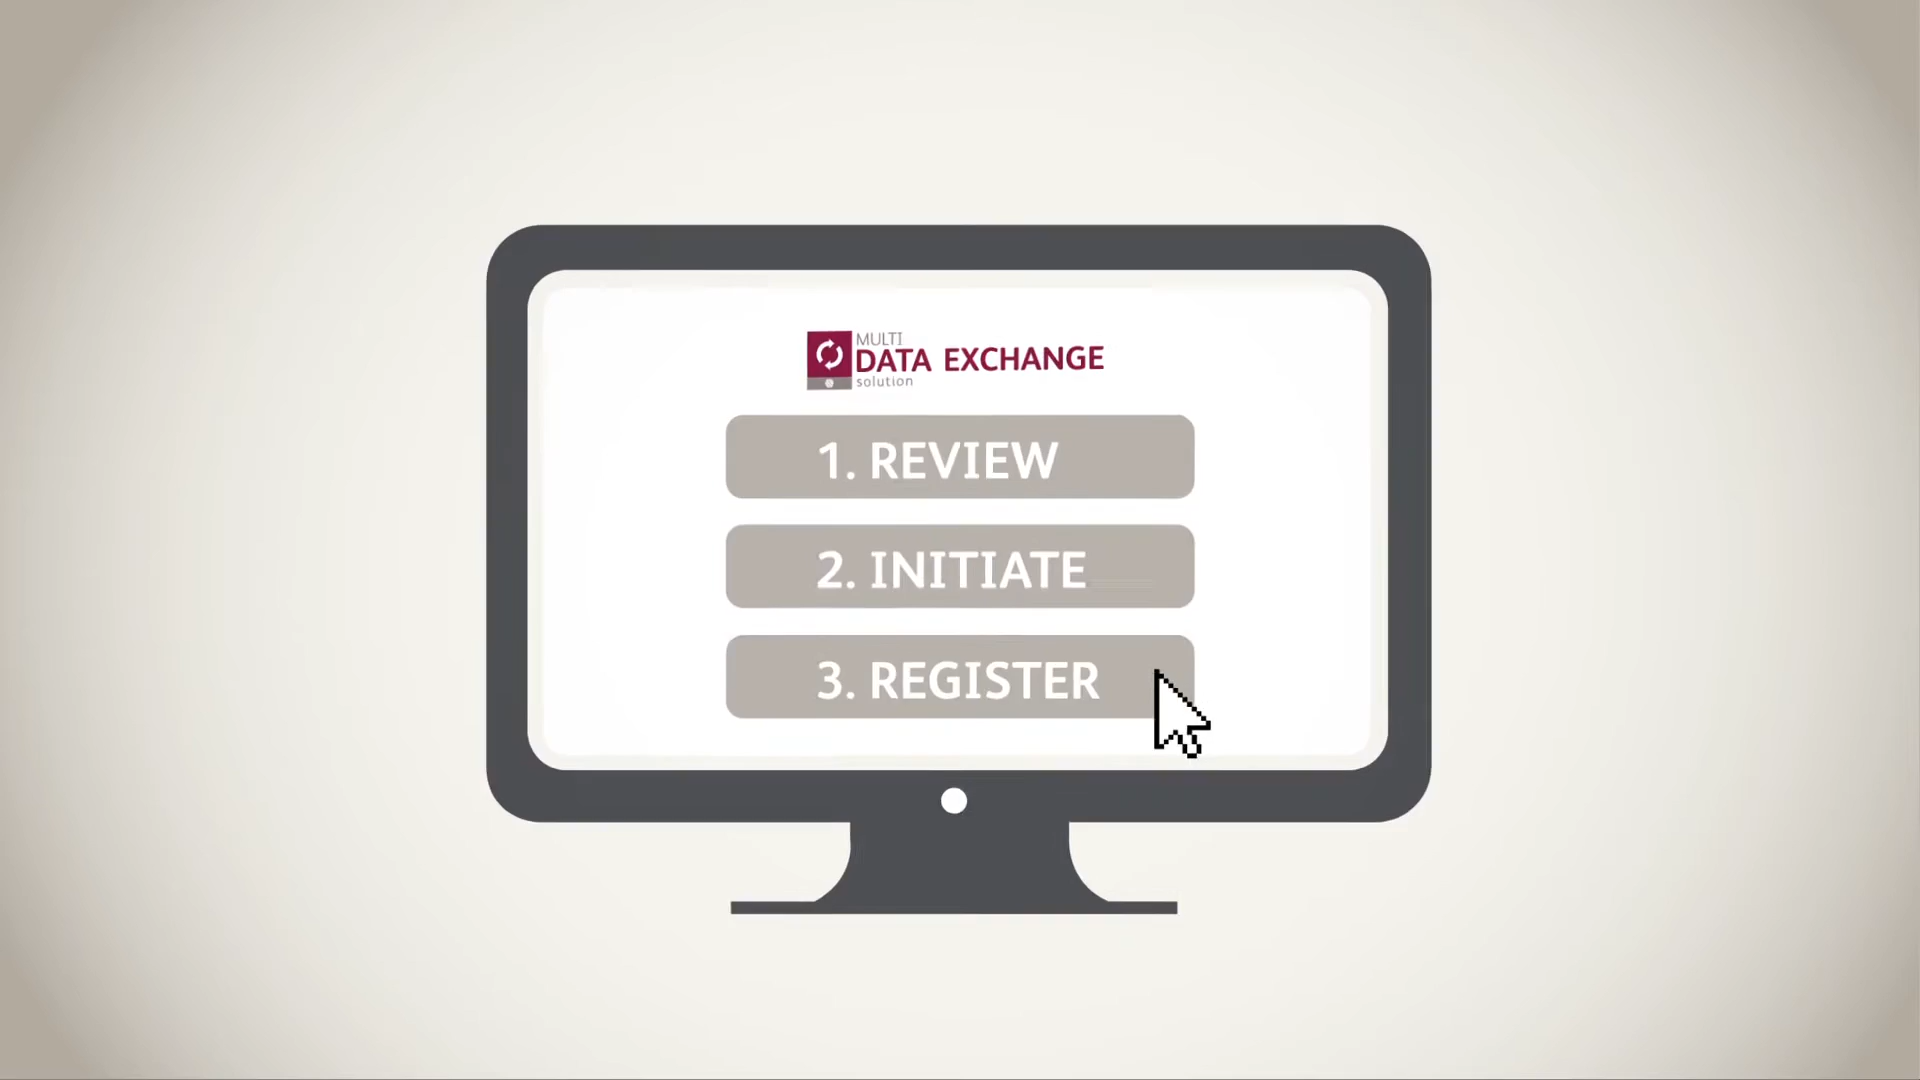 MULTI
DATA EXCHANGE
solution
1. REVIEW
2. INITIATE
3. REGISTER